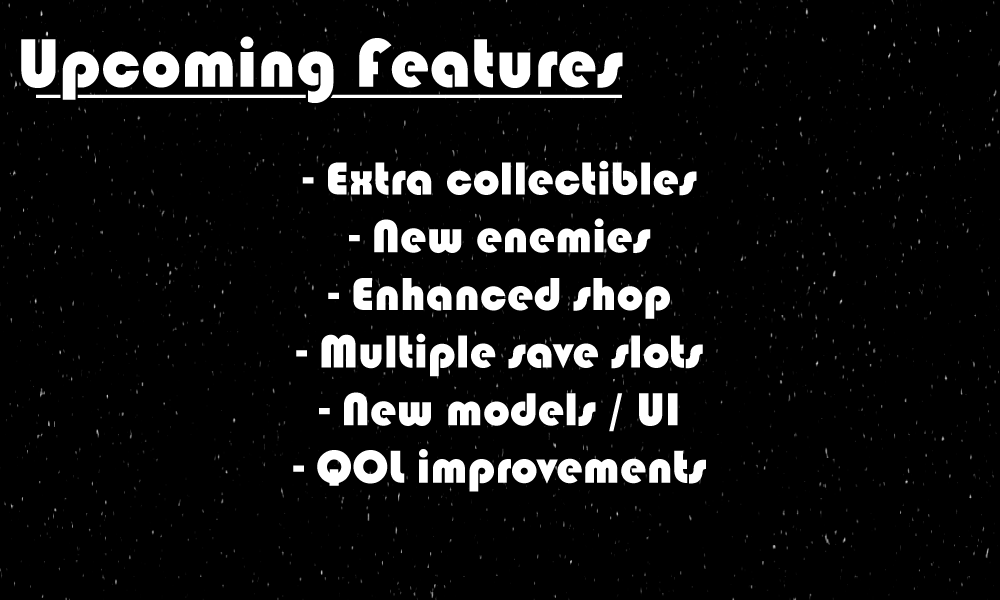 Upcoming Features
- Extra collectibles
- New enemies
- Enhanced shop
- Multiple save slots
- New models / UI
- QOL improvements